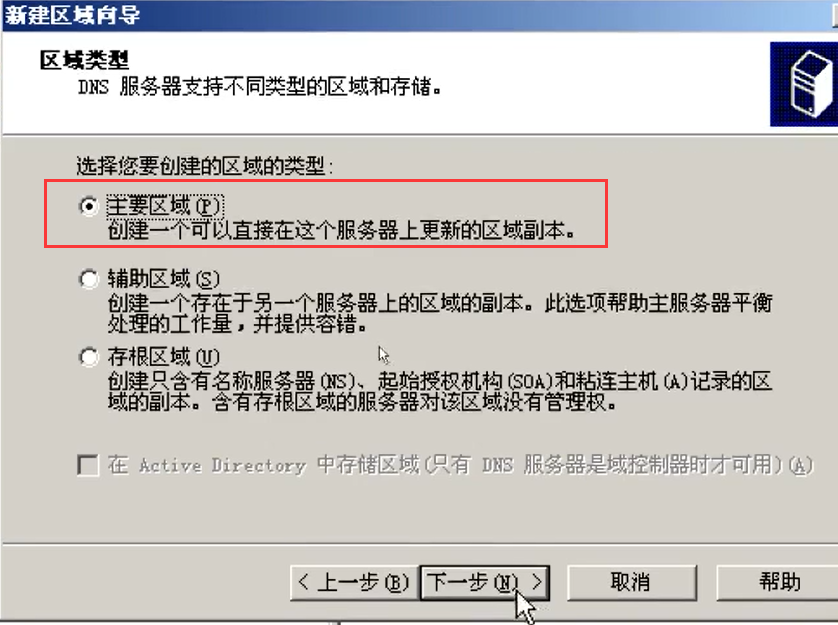 新建区域向导
区域类型
DNS 服务器支持不同类型的区域和存储。
选择您要创建的区域的类型:
主要区域(P)
创建一个可以直接在这个服务器上更新的区域副本。
辅助区域(S)
创建一个存在于另一个服务器上的区域的副本。此选项帮助主服务器平衡
处理的工作量，并提供容错。
存根区域(U)
创建只含有名称服务器(NS)、起始授权机构(SOA)和粘连主机(A)记录的区
域的副本。含有存根区域的服务器对该区域没有管理权。
在 Active Directory 中存储区域(只有 DNS 服务器是域控制器时才可用)(A)
< 上一步(B) 下一步(N) > 取消 帮助